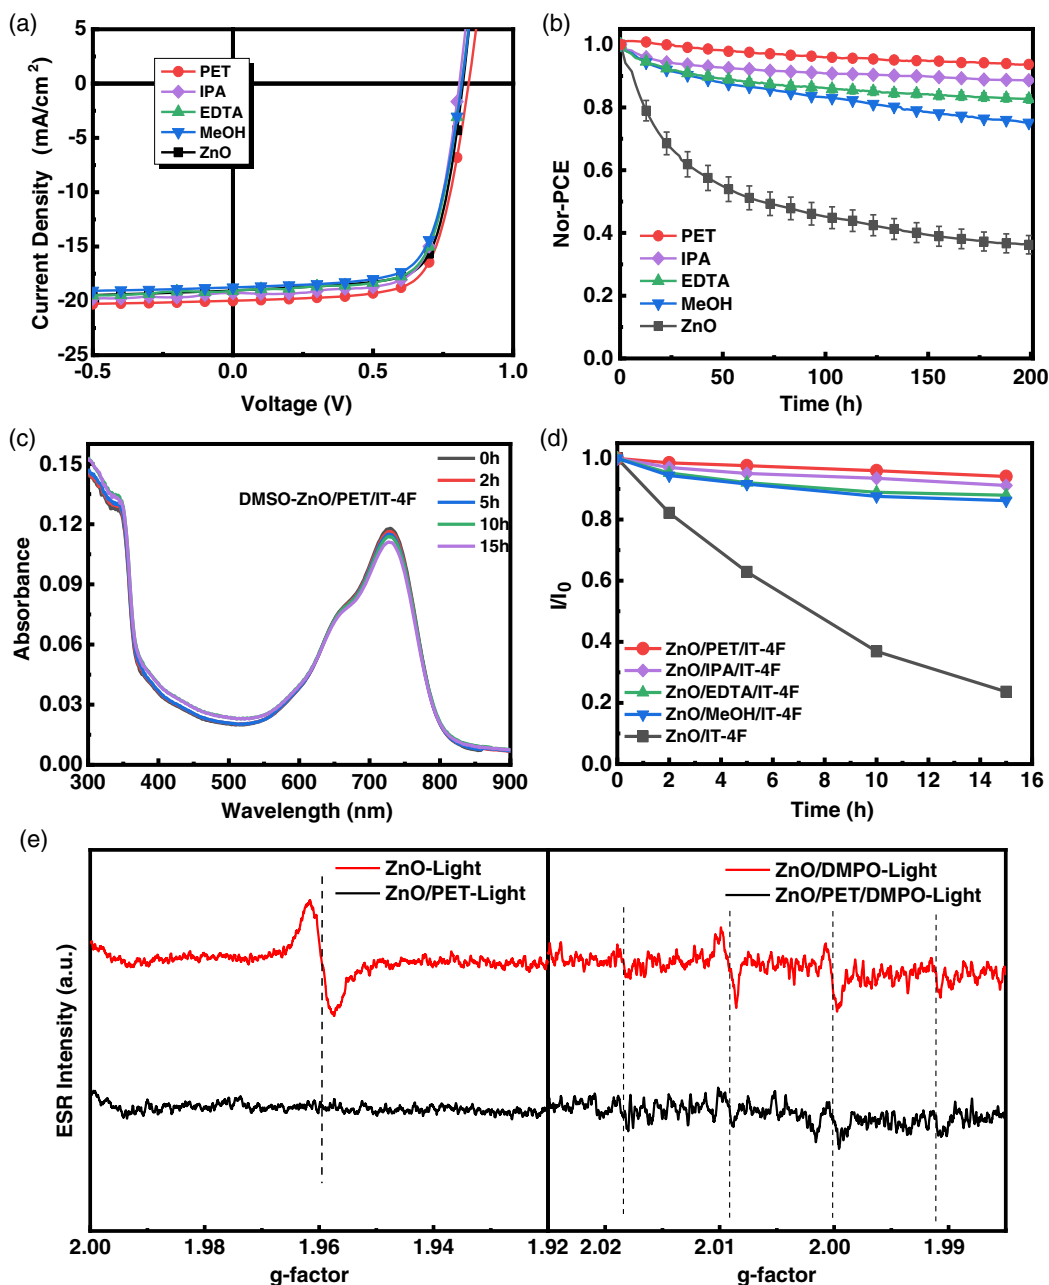 (a)
5
0
-5
-10
-15
-20
-25
-0.5
0.0
0.5
1.0
Current Density (mA/cm2)
Voltage (V)
PET
IPA
EDTA
MeOH
ZnO
(b)
1.0
0.8
0.6
0.4
0.2
0.0
0
50
100
150
200
Nor-PCE
Time (h)
PET
IPA
EDTA
MeOH
ZnO
(c)
0.15
0.12
0.09
0.06
0.03
0.00
300
400
500
600
700
800
900
Absorbance
Wavelength (nm)
DMSO-ZnO/PET/IT-4F
0h
2h
5h
10h
15h
(d)
1.0
0.8
0.6
0.4
0.2
0.0
0
2
4
6
8
10
12
14
16
I/I0
Time (h)
ZnO/PET/IT-4F
ZnO/IPA/IT-4F
ZnO/EDTA/IT-4F
ZnO/MeOH/IT-4F
ZnO/IT-4F
(e)
ESR Intensity (a.u.)
ZnO-Light
ZnO/PET-Light
ZnO/DMPO-Light
ZnO/PET/DMPO-Light
2.00
1.98
1.96
1.94
1.92
2.02
2.01
2.00
1.99
g-factor
g-factor